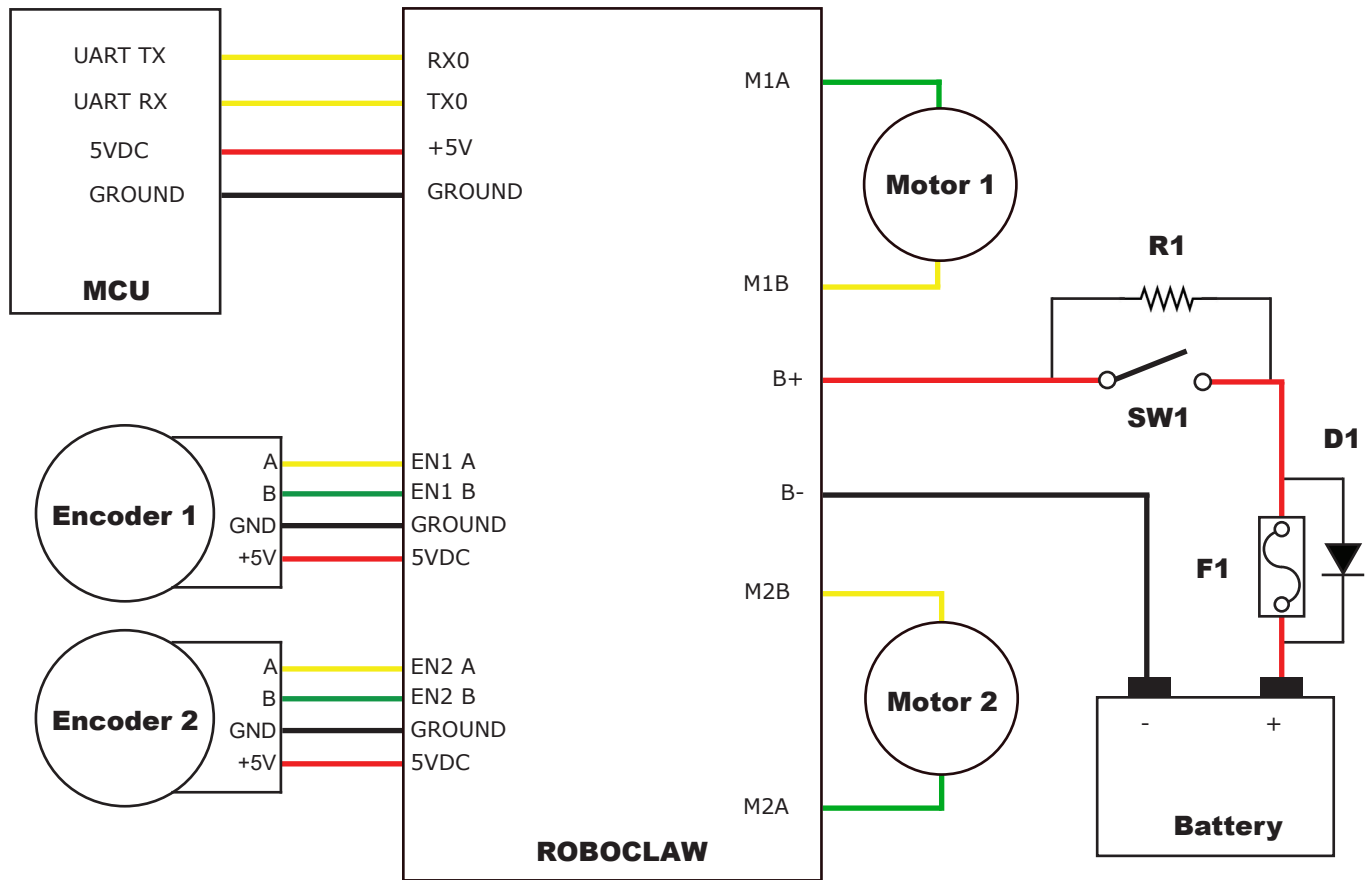 UART TX
UART RX
5VDC
GROUND
MCU
RX0
TX0
+5V
GROUND
M1A
Motor 1
M1B
R1
B+
SW1
D1
B-
F1
A
B
GND
+5V
Encoder 1
EN1 A
EN1 B
GROUND
5VDC
A
B
GND
+5V
Encoder 2
EN2 A
EN2 B
GROUND
5VDC
M2B
Motor 2
M2A
- +
Battery
ROBOCLAW